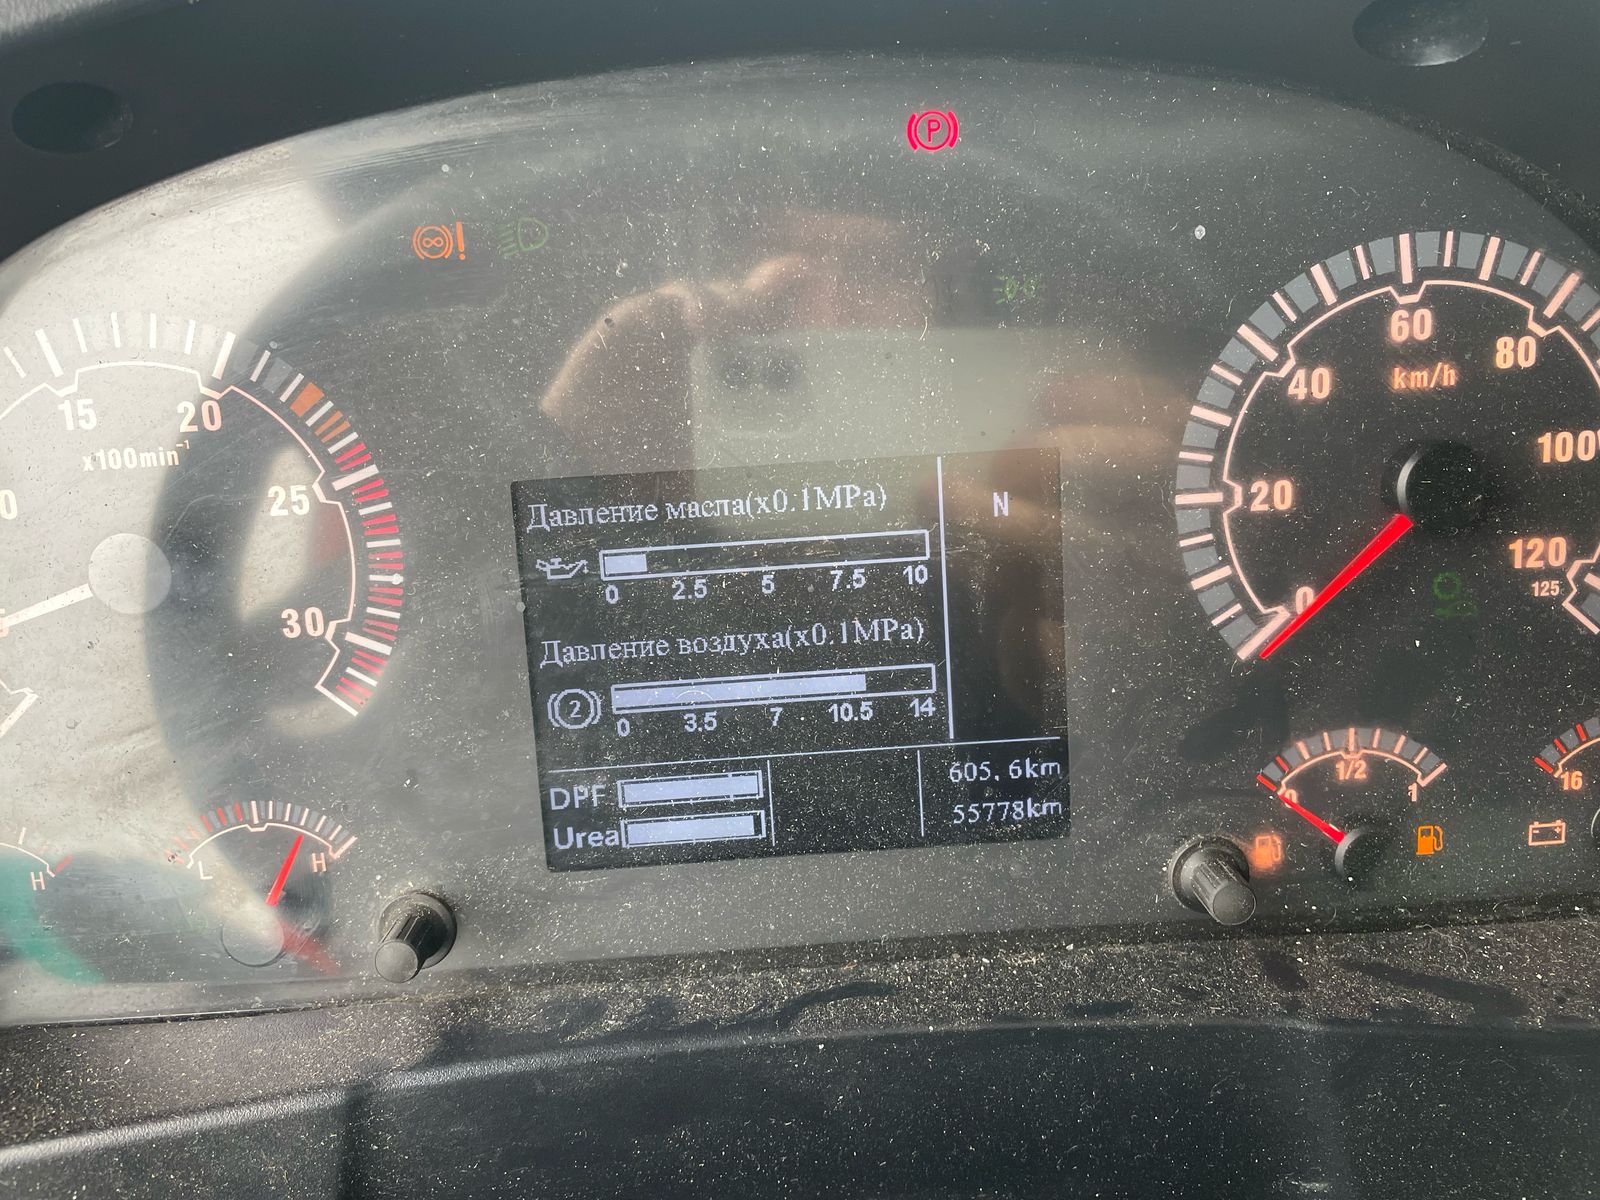 P
15
20
x100min⁻¹
25
30
Давление масла(x0.1MPa)
0 2.5 5 7.5 10
Давление воздуха(x0.1MPa)
2
0 3.5 7 10.5 14
N
DPF
Urea
605.6km
55778km
0
20
40
60
80
100
120
125
km/h
0 1/2 1
16
L H
H